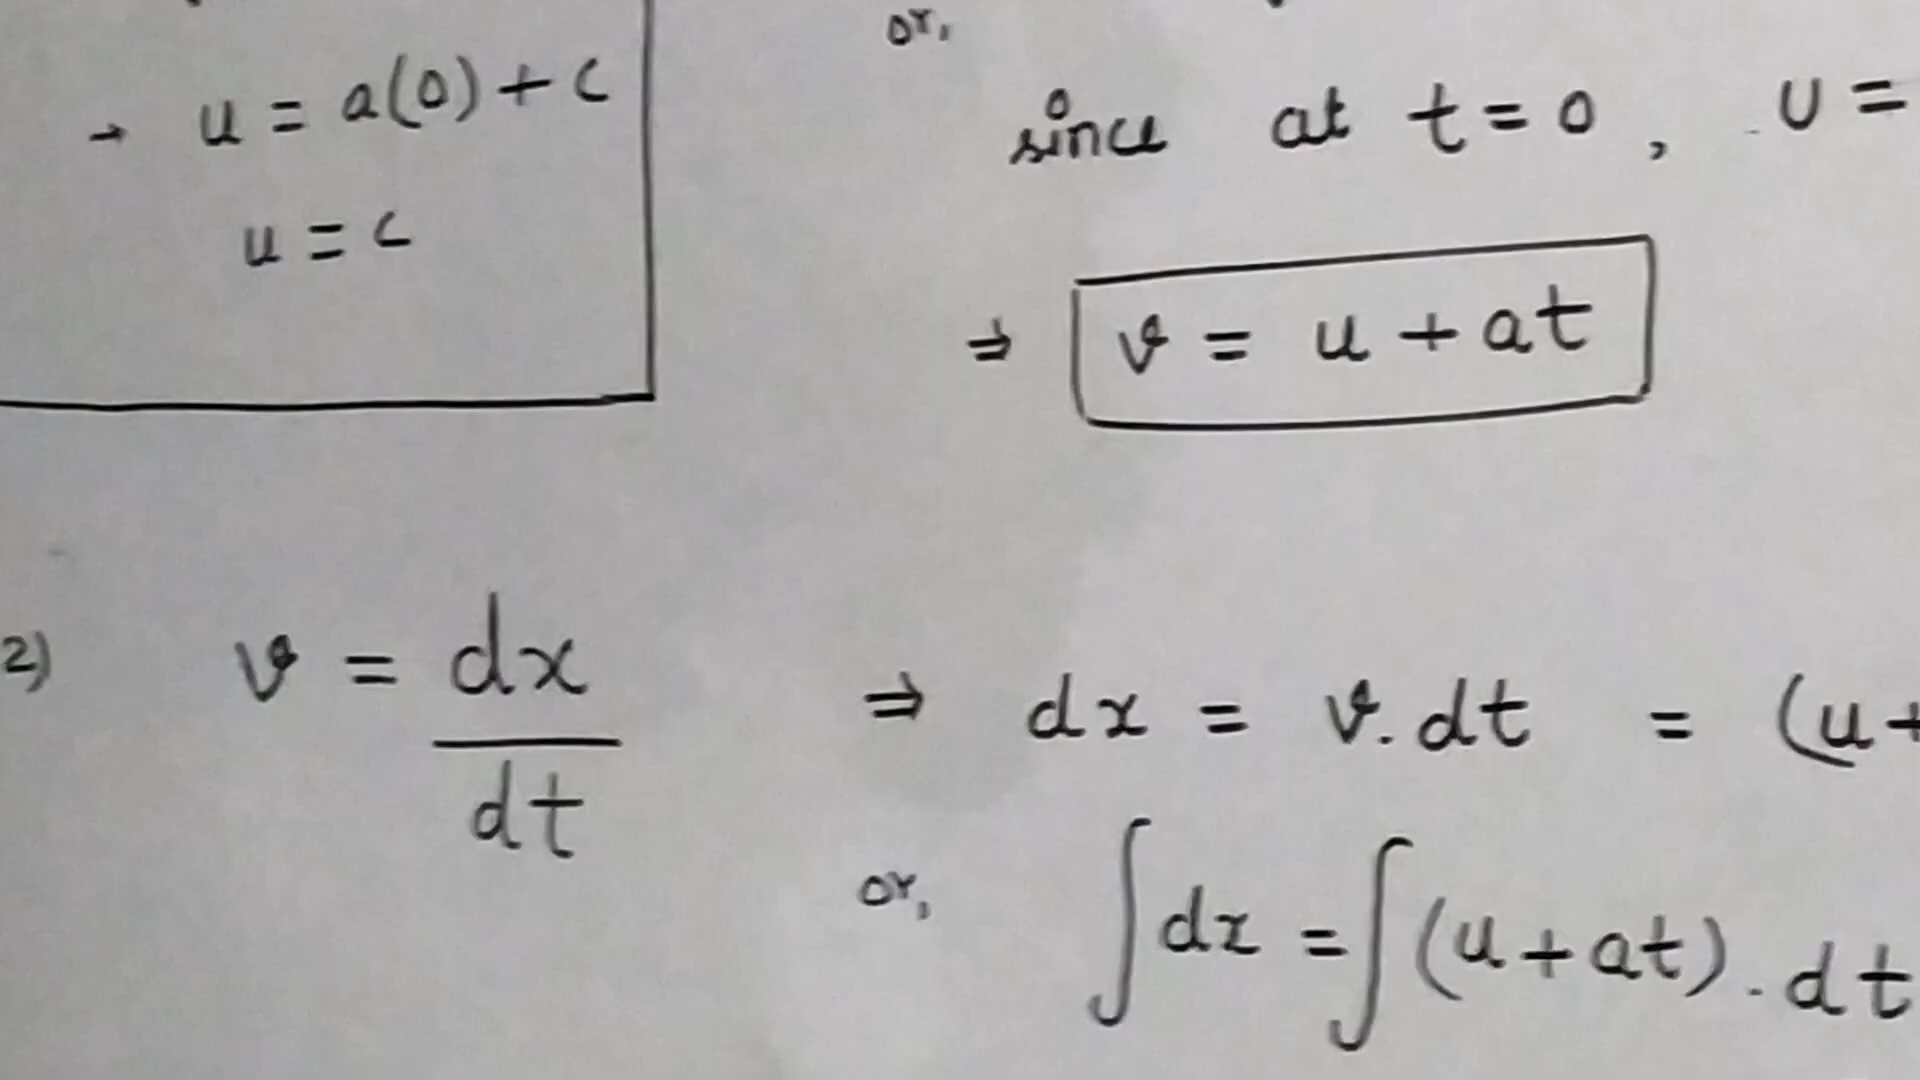 → u = a(0) + c
u = c
or,
since at t = 0 , υ =
⇒ v = u + at
2) v = dx/dt ⇒ dx = v. dt = (u+
or, ∫dx = ∫(u+at) . dt